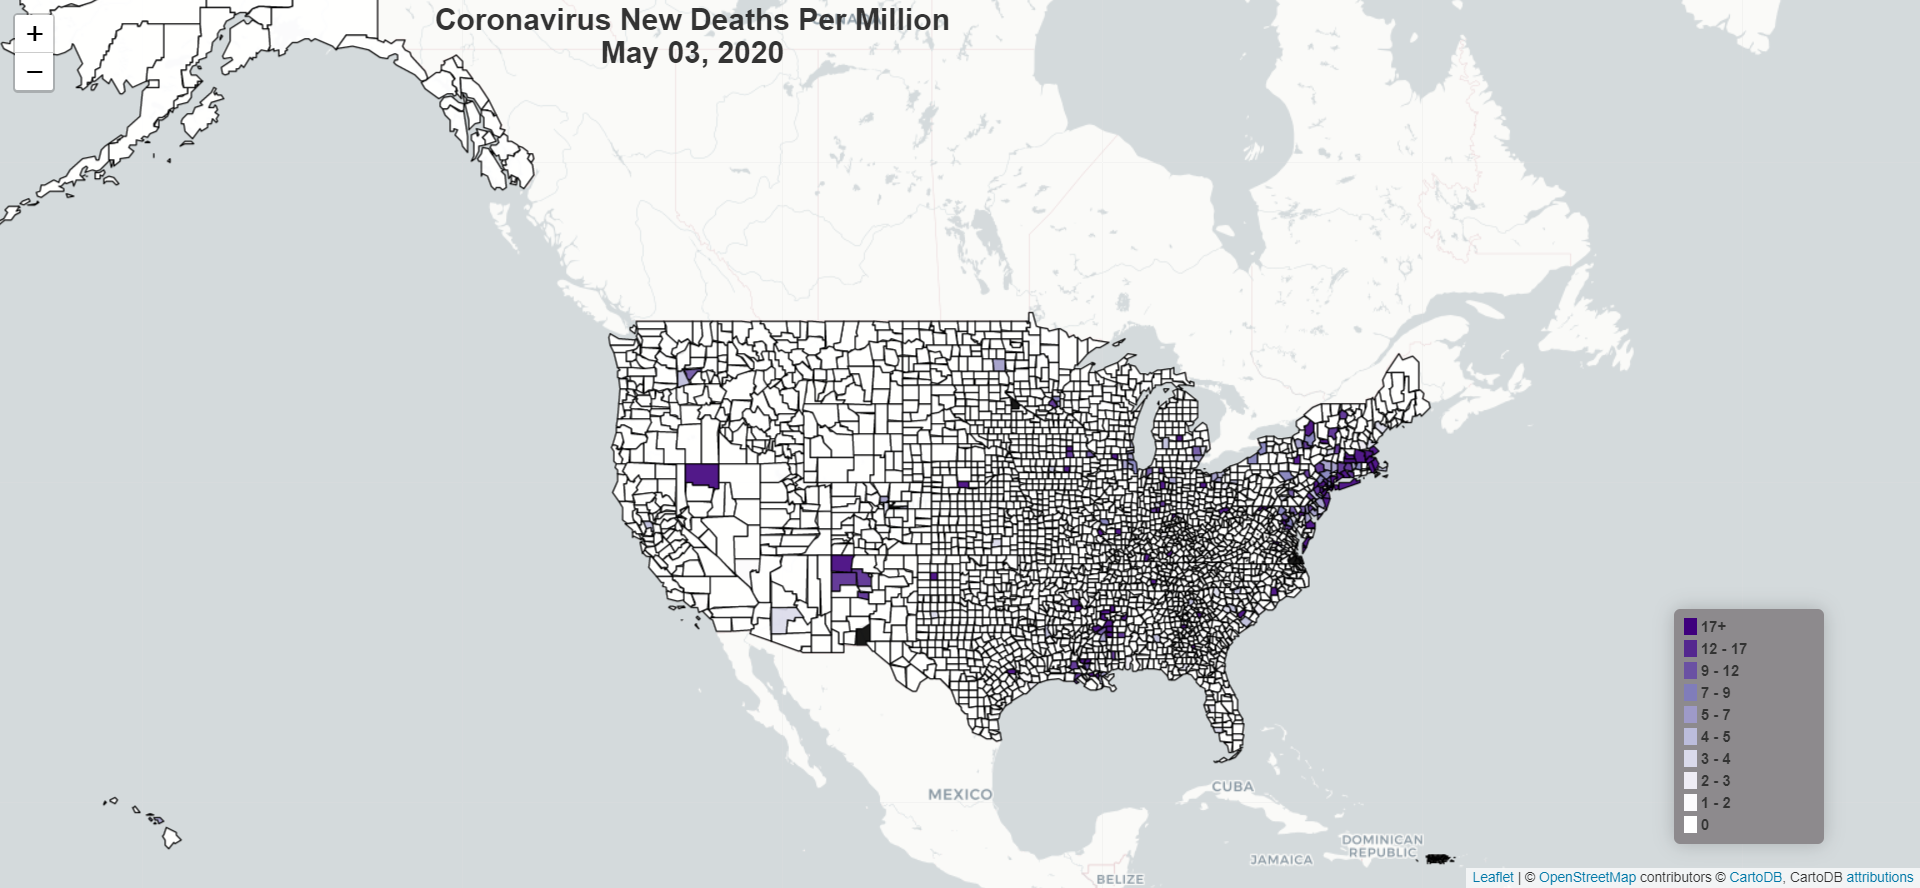 Coronavirus New Deaths Per Million
May 03, 2020
+
−
CANADA
17+
12 - 17
9 - 12
7 - 9
5 - 7
4 - 5
3 - 4
2 - 3
1 - 2
0
MEXICO
CUBA
DOMINICAN
REPUBLIC
JAMAICA
BELIZE
Leaflet | © OpenStreetMap contributors © CartoDB, CartoDB attributions